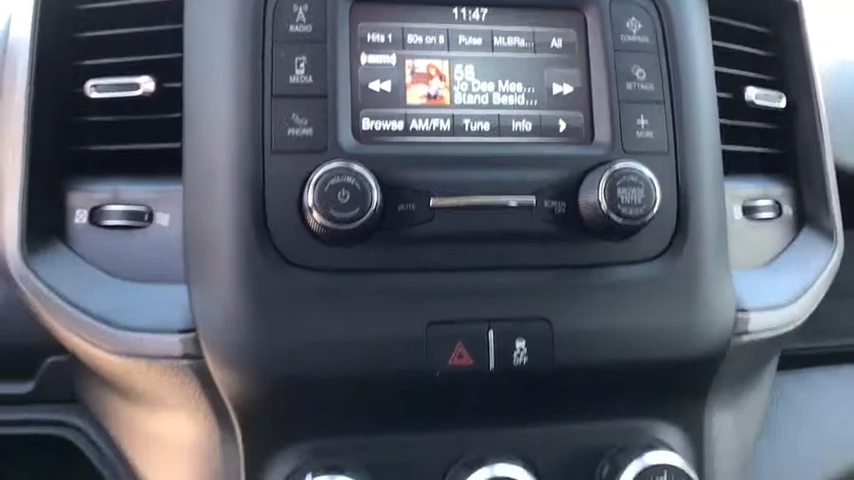 11:47
RADIO
COMPASS
Hits 1 80s on 8 Pulse MLBRa... All
MEDIA
SETTINGS
58
Jo Dee Mes...
Stand Besid...
PHONE
MORE
Browse AM/FM Tune Info
VOLUME
MUTE
SCREEN OFF
BROWSE
ENTER
OFF